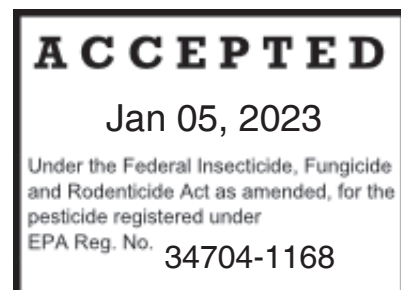 ACCEPTED
Jan 05, 2023
Under the Federal Insecticide, Fungicide
and Rodenticide Act as amended, for the
pesticide registered under
EPA Reg. No. 34704-1168